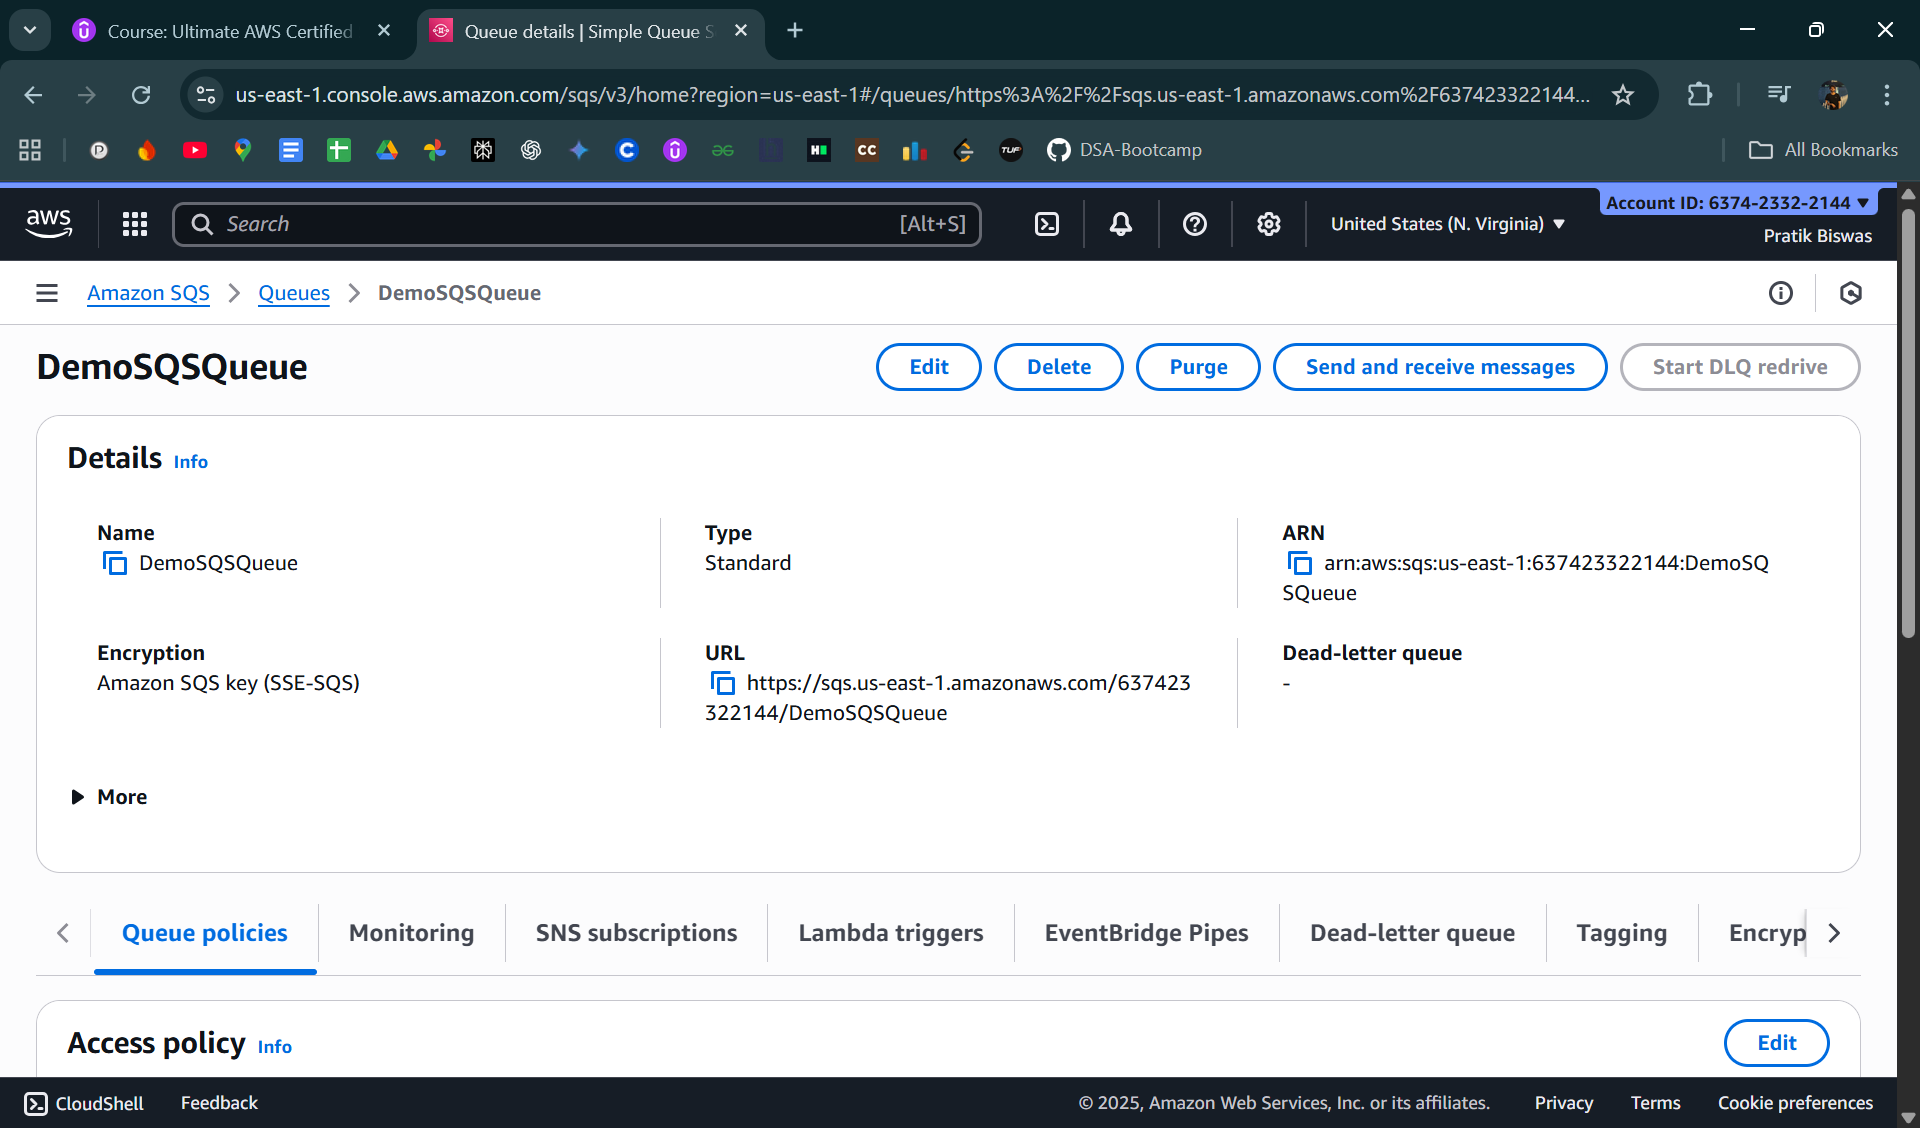 Course: Ultimate AWS Certified
Queue details | Simple Queue S
us-east-1.console.aws.amazon.com/sqs/v3/home?region=us-east-1#/queues/https%3A%2F%2Fsqs.us-east-1.amazonaws.com%2F637423322144...
DSA-Bootcamp
All Bookmarks
aws
Search
[Alt+S]
United States (N. Virginia)
Account ID: 6374-2332-2144
Pratik Biswas
Amazon SQS
Queues
DemoSQSQueue
DemoSQSQueue
Edit
Delete
Purge
Send and receive messages
Start DLQ redrive
Details Info
Name
DemoSQSQueue
Type
Standard
ARN
arn:aws:sqs:us-east-1:637423322144:DemoSQ
SQueue
Encryption
Amazon SQS key (SSE-SQS)
URL
https://sqs.us-east-1.amazonaws.com/637423
322144/DemoSQSQueue
Dead-letter queue
-
More
Queue policies
Monitoring
SNS subscriptions
Lambda triggers
EventBridge Pipes
Dead-letter queue
Tagging
Encryp
Access policy Info
Edit
CloudShell
Feedback
© 2025, Amazon Web Services, Inc. or its affiliates.
Privacy
Terms
Cookie preferences